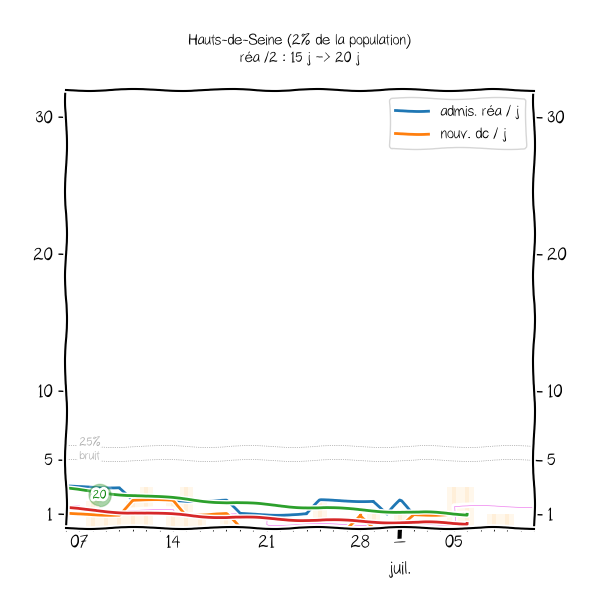 Hauts-de-Seine (2% de la population)
réa /2 : 15 j -> 20 j
admis. réa / j
nouv. dc / j
30
30
20
20
10
10
25%
bruit
5
5
20
1
1
07
14
21
28
05
juil.